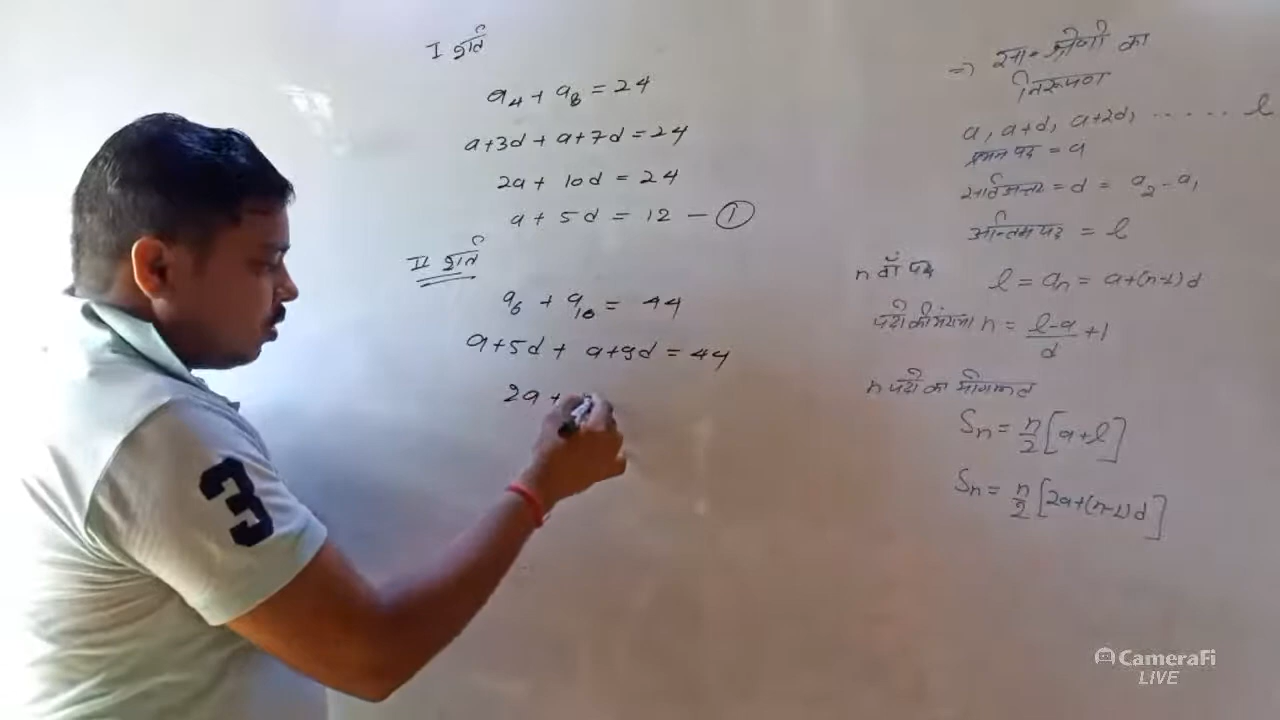 I शर्त
a₄ + a₈ = 24
a+3d + a+7d = 24
2a + 10d = 24
a + 5d = 12 — ①
II शर्त
a₆ + a₁₀ = 44
a+5d + a+9d = 44
2a +
⇒ समा॰ श्रेणी का
निरूपण
a, a+d, a+2d, ...... l
प्रथम पद = a
सार्वअन्तर = d = a₂ - a₁
अन्तिम पद = l
n वाँ पद l = aₙ = a+(n-1)d
पदों की संख्या n = (l-a)/d + 1
n पदों का योगफल
Sₙ = n/2 [a+l]
Sₙ = n/2 [2a+(n-1)d]
3
CameraFi
LIVE